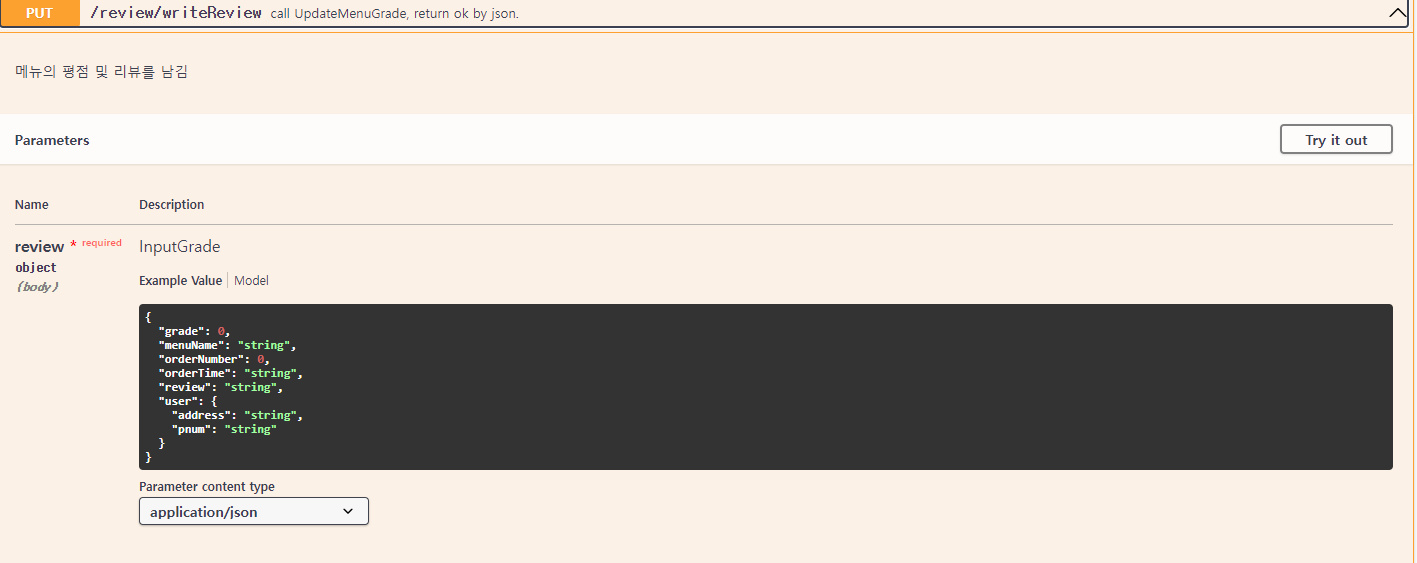 PUT /review/writeReview call UpdateMenuGrade, return ok by json.
메뉴의 평점 및 리뷰를 남김
Parameters Try it out
Name Description
review * required InputGrade
object
(body)
Example Value Model
{
"grade": 0,
"menuName": "string",
"orderNumber": 0,
"orderTime": "string",
"review": "string",
"user": {
"address": "string",
"pnum": "string"
}
}
Parameter content type
application/json